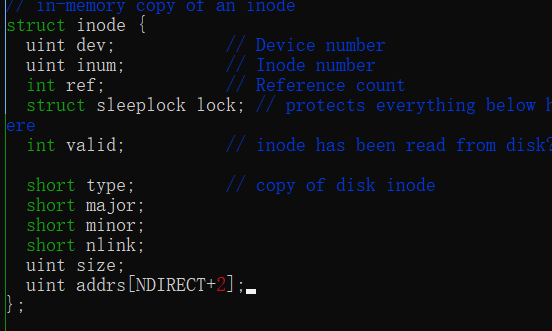 // in-memory copy of an inode
struct inode {
  uint dev;           // Device number
  uint inum;          // Inode number
  int ref;            // Reference count
  struct sleeplock lock; // protects everything below h
ere
  int valid;          // inode has been read from disk?
  short type;         // copy of disk inode
  short major;
  short minor;
  short nlink;
  uint size;
  uint addrs[NDIRECT+2];
};